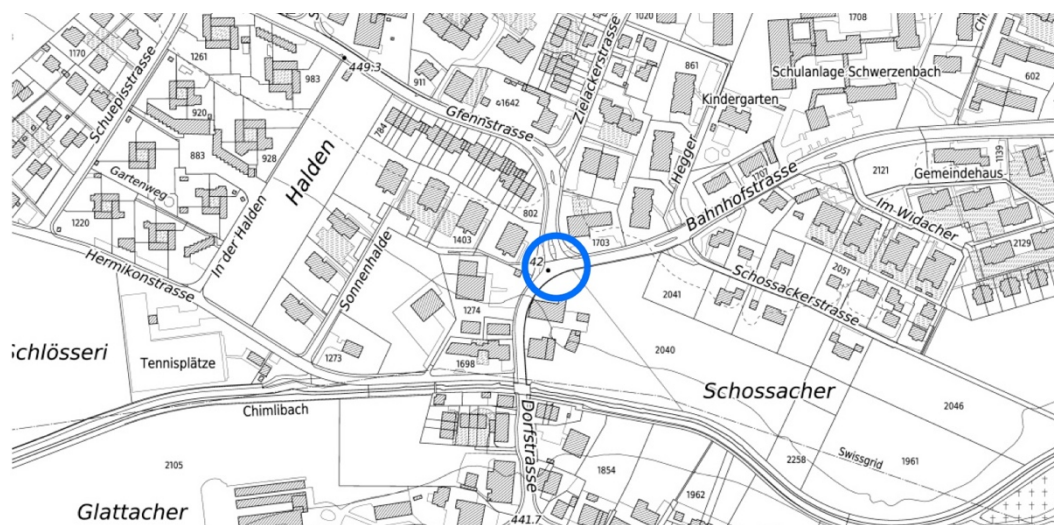 1708
1020
1170
1261
983
449.3
911
1642
861
602
Schulanlage Schwerzenbach
Kindergarten
Schuepisstrasse
920
Gfennstrasse
Zielackerstrasse
784
883
928
Halden
Hegger
1707
Bahnhofstrasse
2121
1139
Gemeindehaus
Gartenweg
1220
802
Im Widacher
1403
1703
2129
In der Halden
Hermikonstrasse
Sonnenhalde
42
2051
2041
Schossackerstrasse
1274
Schlösseri
Tennisplätze
1273
1698
2040
Schossacher
Chimlibach
2046
Dorfstrasse
Swissgrid
2105
1854
2258
1961
1962
Glattacher
441.7